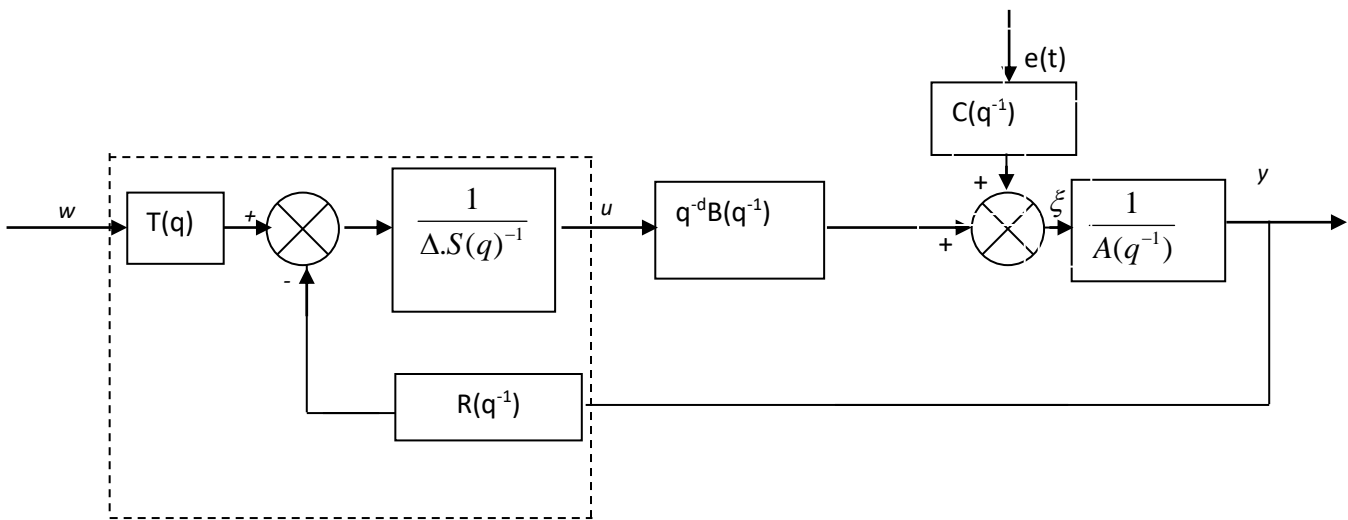 e(t)
C(q⁻¹)
+
w
T(q)
+
-
1
Δ.S(q)⁻¹
u
q⁻ᵈB(q⁻¹)
+
ξ
1
A(q⁻¹)
y
R(q⁻¹)